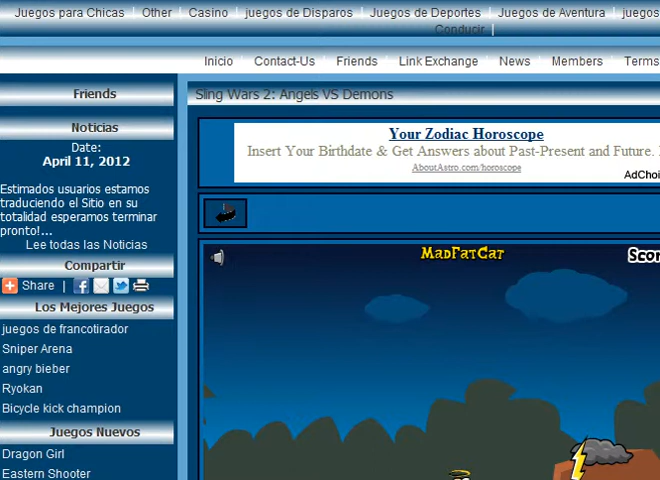 Juegos para Chicas Other Casino juegos de Disparos Juegos de Deportes Juegos de Aventura juegos
Conducir |
Inicio Contact-Us Friends Link Exchange News Members Terms
Friends
Sling Wars 2: Angels VS Demons
Noticias
Date:
April 11, 2012
Estimados usuarios estamos
traduciendo el Sitio en su
totalidad esperamos terminar
pronto!...
Lee todas las Noticias
Compartir
Share |
Los Mejores Juegos
juegos de francotirador
Sniper Arena
angry bieber
Ryokan
Bicycle kick champion
Juegos Nuevos
Dragon Girl
Eastern Shooter
Your Zodiac Horoscope
Insert Your Birthdate & Get Answers about Past-Present and Future.
AboutAstro.com/horoscope
AdChoi
MadFatCat
Scor